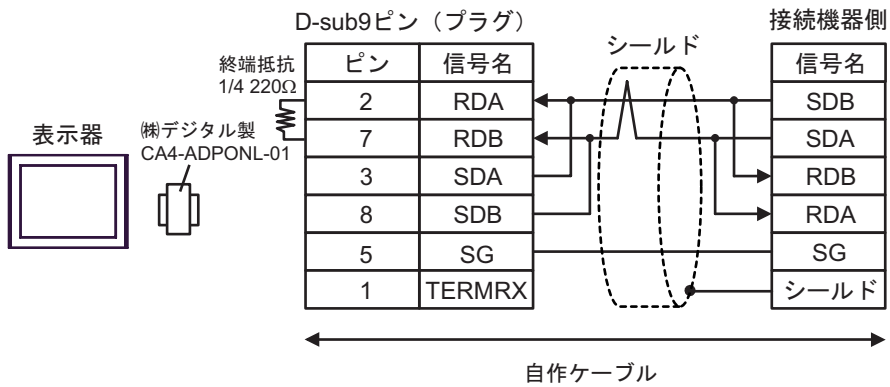 D-sub9ピン（プラグ）
接続機器側
シールド
終端抵抗
1/4 220Ω
ピン 信号名
信号名
2 RDA
SDB
7 RDB
SDA
3 SDA
RDB
8 SDB
RDA
5 SG
SG
1 TERMRX
シールド
表示器
㈱デジタル製
CA4-ADPONL-01
自作ケーブル